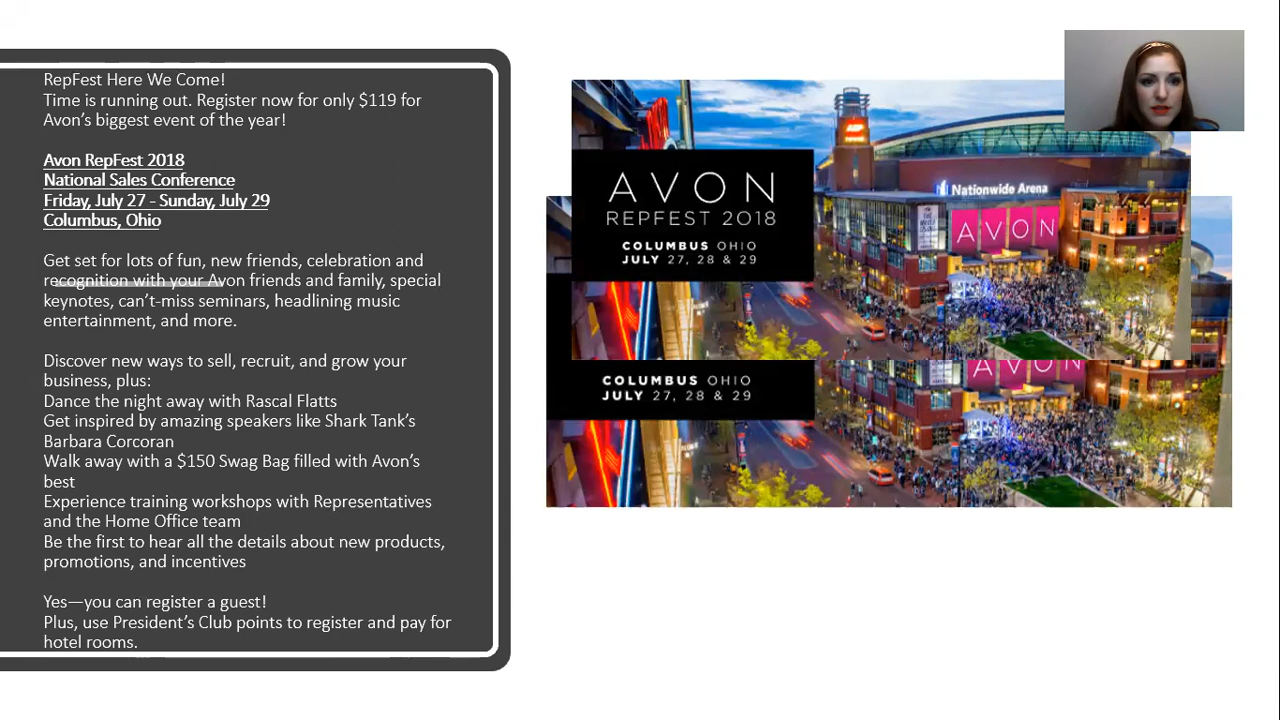 RepFest Here We Come!
Time is running out. Register now for only $119 for
Avon's biggest event of the year!
Avon RepFest 2018
National Sales Conference
Friday, July 27 - Sunday, July 29
Columbus, Ohio
Get set for lots of fun, new friends, celebration and
recognition with your Avon friends and family, special
keynotes, can't-miss seminars, headlining music
entertainment, and more.
Discover new ways to sell, recruit, and grow your
business, plus:
Dance the night away with Rascal Flatts
Get inspired by amazing speakers like Shark Tank's
Barbara Corcoran
Walk away with a $150 Swag Bag filled with Avon's
best
Experience training workshops with Representatives
and the Home Office team
Be the first to hear all the details about new products,
promotions, and incentives
Yes—you can register a guest!
Plus, use President's Club points to register and pay for
hotel rooms.
AVON
REPFEST 2018
COLUMBUS OHIO
JULY 27, 28 & 29
Nationwide Arena
AVON
AVON
COLUMBUS OHIO
JULY 27, 28 & 29